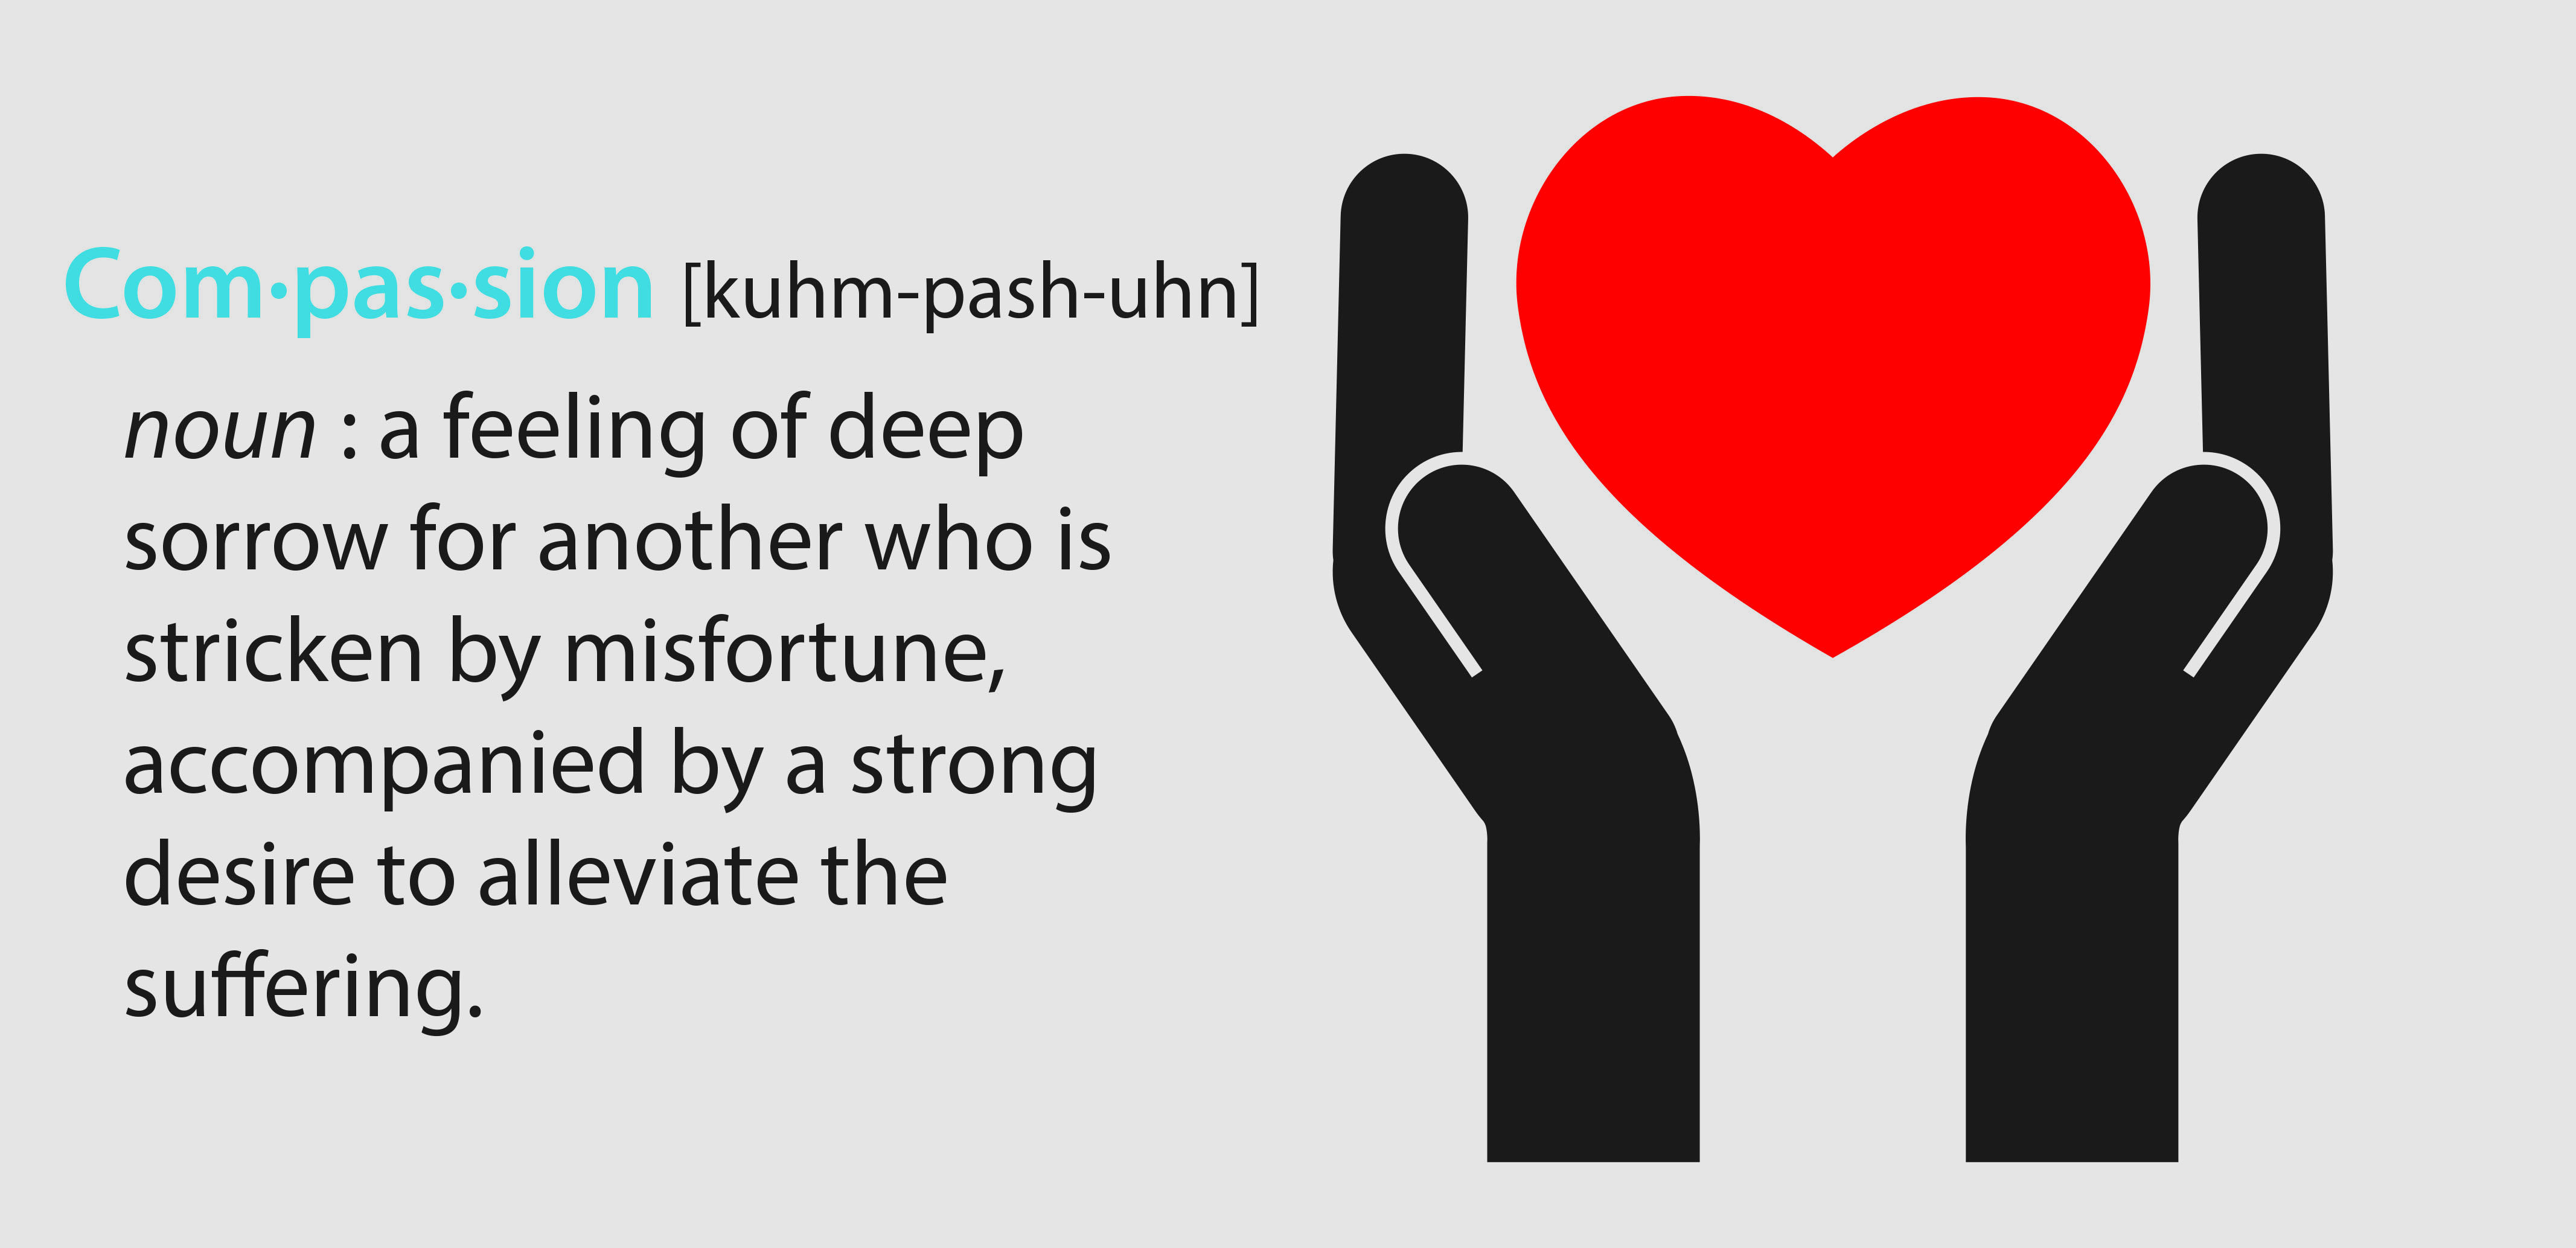 Com·pas·sion [kuhm-pash-uhn]
noun : a feeling of deep
sorrow for another who is
stricken by misfortune,
accompanied by a strong
desire to alleviate the
suffering.